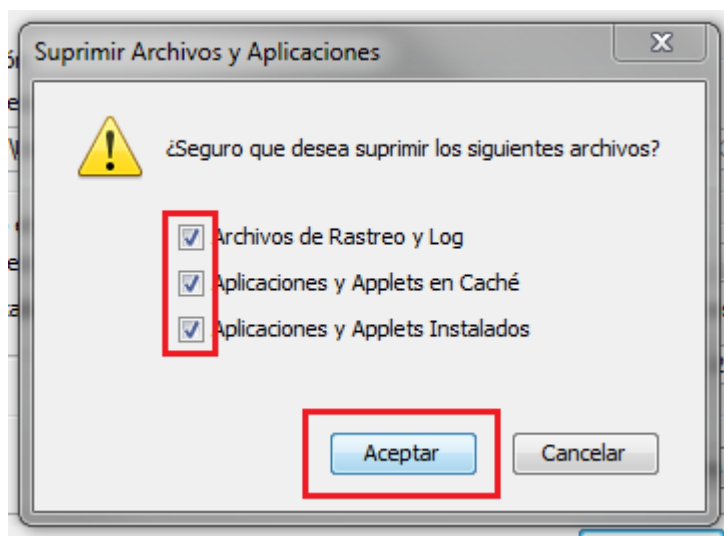 Suprimir Archivos y Aplicaciones
¿Seguro que desea suprimir los siguientes archivos?
Archivos de Rastreo y Log
Aplicaciones y Applets en Caché
Aplicaciones y Applets Instalados
Aceptar
Cancelar